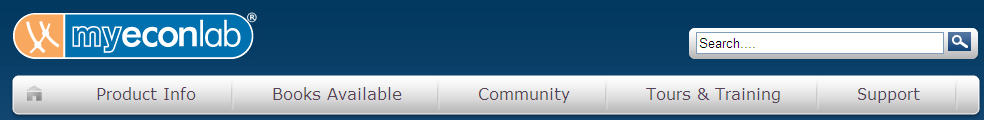 myeconlab®
Search....
Product Info Books Available Community Tours & Training Support